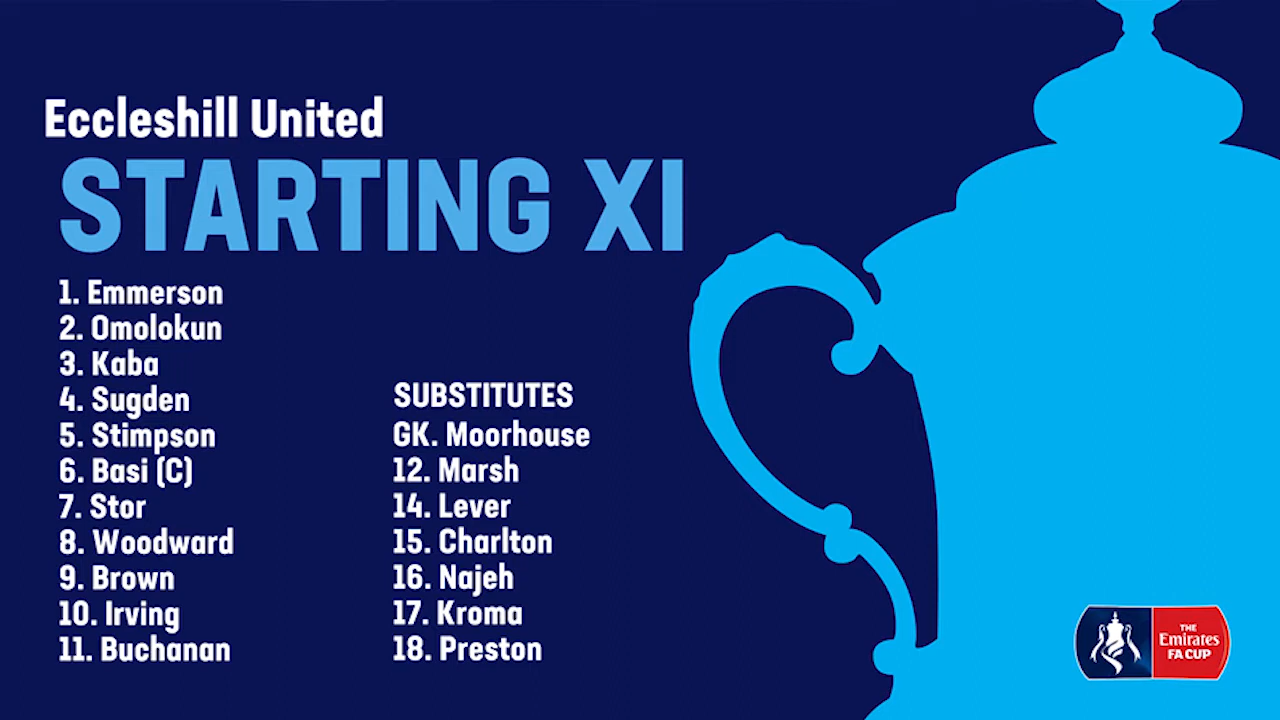 Eccleshill United
STARTING XI
1. Emmerson
2. Omolokun
3. Kaba
4. Sugden
5. Stimpson
6. Basi (C)
7. Stor
8. Woodward
9. Brown
10. Irving
11. Buchanan
SUBSTITUTES
GK. Moorhouse
12. Marsh
14. Lever
15. Charlton
16. Najeh
17. Kroma
18. Preston
THE
Emirates
FA CUP